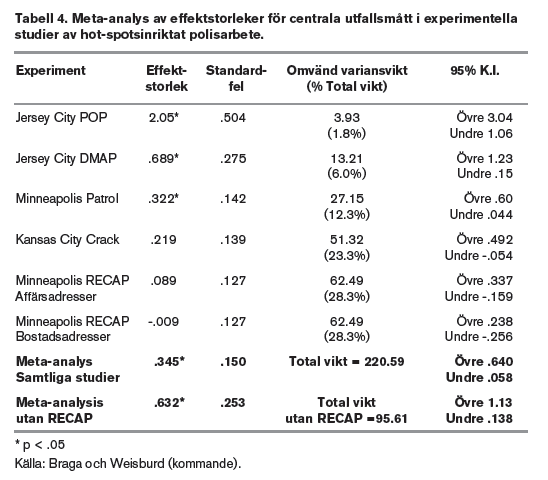 Tabell 4. Meta-analys av effektstorleker för centrala utfallsmått i experimentella
studier av hot-spotsinriktat polisarbete.
Experiment Effekt- Standard- Omvänd variansvikt 95% K.I.
storlek fel (% Total vikt)
Jersey City POP 2.05* .504 3.93 Övre 3.04
(1.8%) Undre 1.06
Jersey City DMAP .689* .275 13.21 Övre 1.23
(6.0%) Undre .15
Minneapolis Patrol .322* .142 27.15 Övre .60
(12.3%) Undre .044
Kansas City Crack .219 .139 51.32 Övre .492
(23.3%) Undre -.054
Minneapolis RECAP .089 .127 62.49 Övre .337
Affärsadresser (28.3%) Undre -.159
Minneapolis RECAP -.009 .127 62.49 Övre .238
Bostadsadresser (28.3%) Undre -.256
Meta-analys .345* .150 Total vikt = 220.59 Övre .640
Samtliga studier Undre .058
Meta-analysis .632* .253 Total vikt Övre 1.13
utan RECAP utan RECAP =95.61 Undre .138
* p < .05
Källa: Braga och Weisburd (kommande).